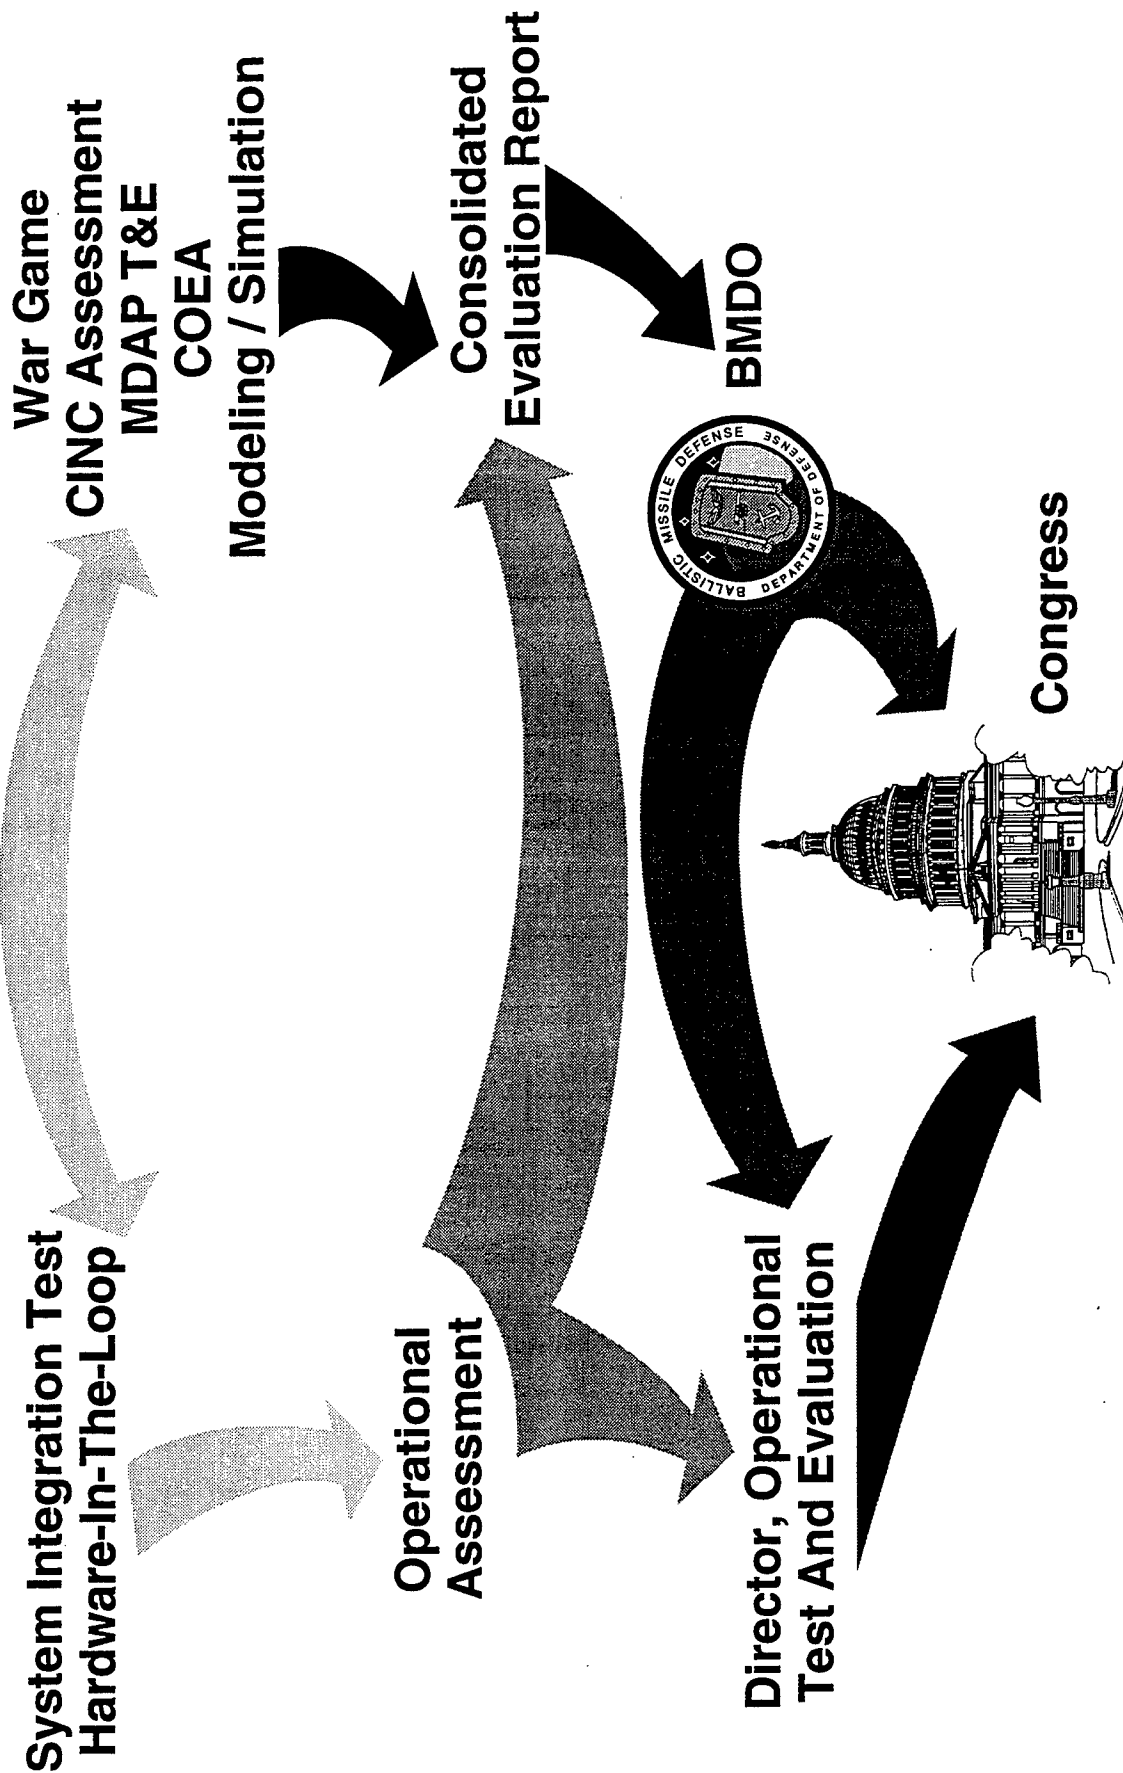 System Integration Test
Hardware-In-The-Loop
War Game
CINC Assessment
MDAP T&E
COEA
Modeling / Simulation
Operational
Assessment
Consolidated
Evaluation Report
Director, Operational
Test And Evaluation
BMDO
BALLISTIC MISSILE DEFENSE
DEPARTMENT OF DEFENSE
Congress